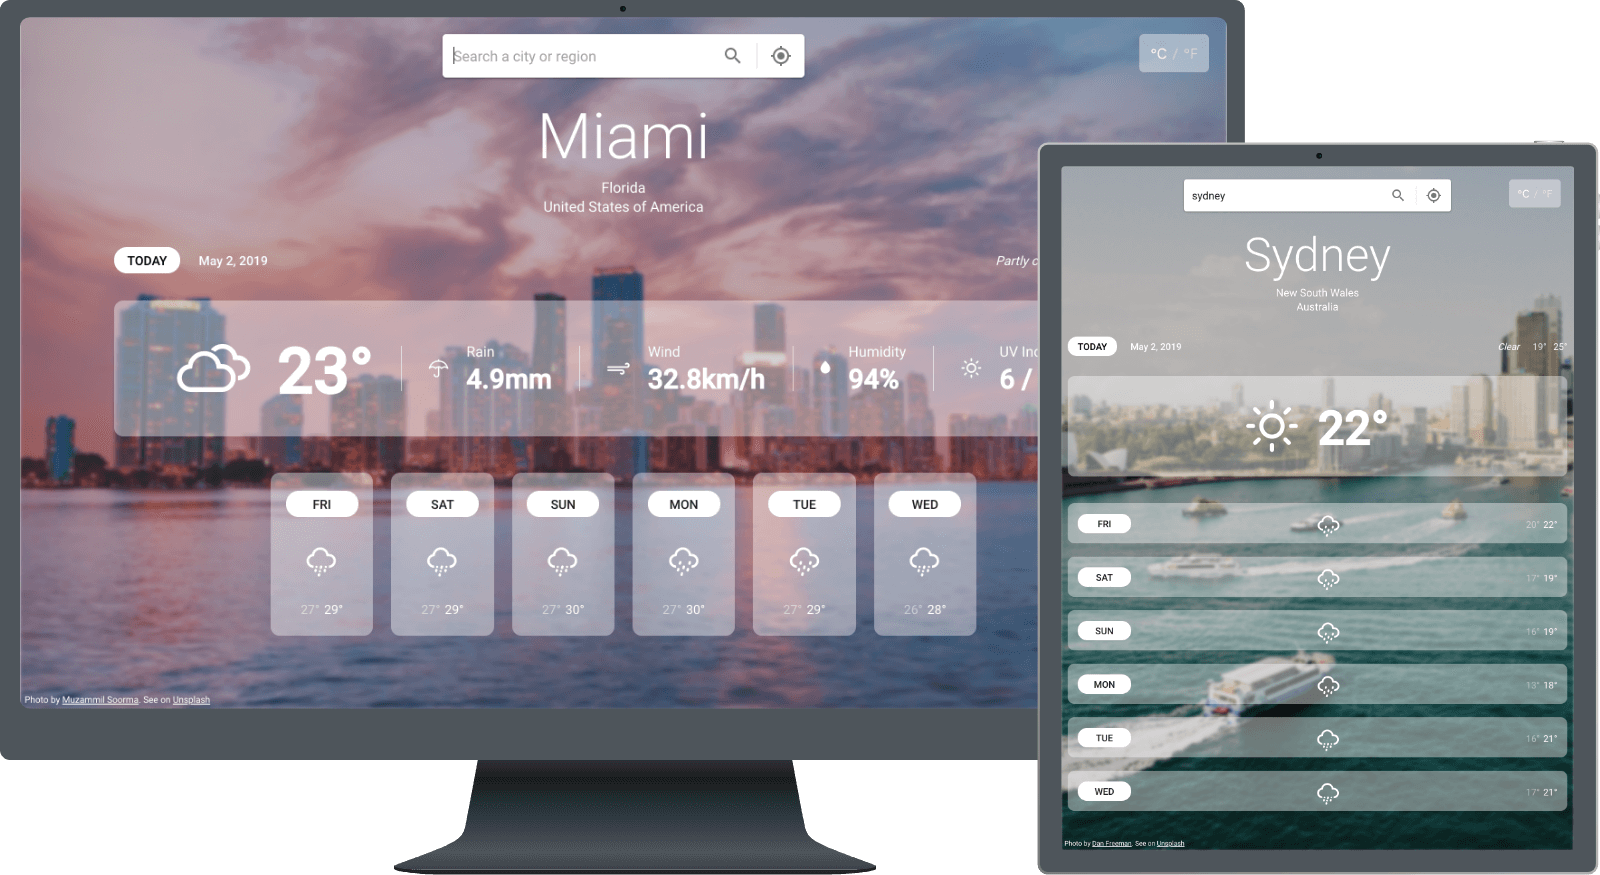 Search a city or region
°C / °F
Miami
Florida
United States of America
TODAY May 2, 2019 Partly
23° Rain Wind Humidity UV
4.9mm 32.8km/h 94% 6 /
FRI SAT SUN MON TUE WED
27° 29° 27° 29° 27° 30° 27° 30° 27° 29° 26° 28°
Photo by Muzammil Soorma. See on Unsplash
sydney
°C / °F
Sydney
New South Wales
Australia
TODAY May 2, 2019 Clear 19° 25°
22°
FRI 20° 22°
SAT 17° 19°
SUN 16° 19°
MON 13° 18°
TUE 16° 21°
WED 17° 21°
Photo by Dan Freeman. See on Unsplash